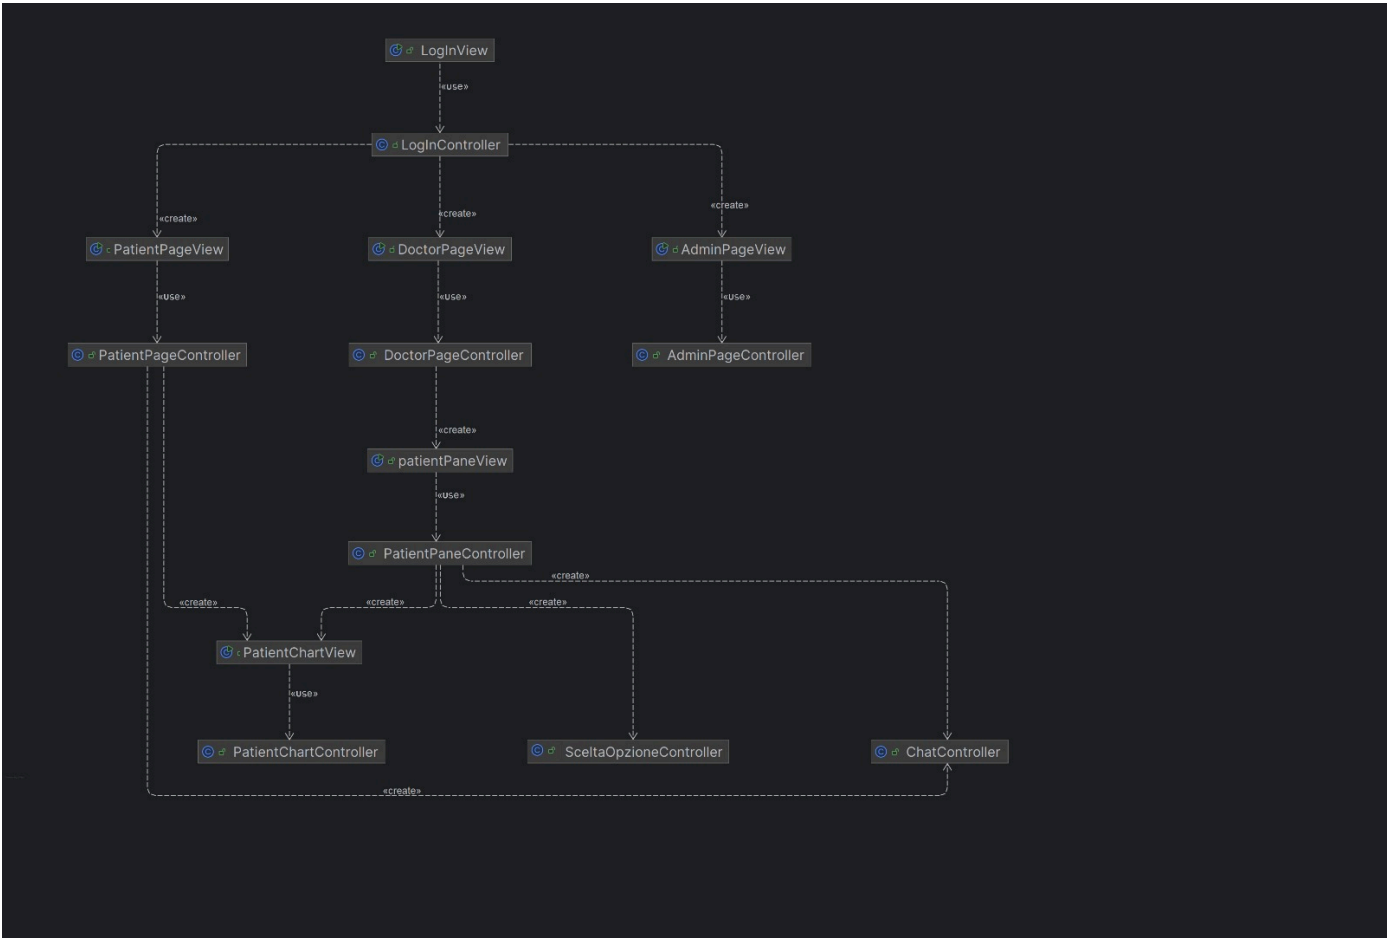 LogInView
«use»
LogInController
«create»
«create»
«create»
PatientPageView
DoctorPageView
AdminPageView
«use»
«use»
«use»
PatientPageController
DoctorPageController
AdminPageController
«create»
patientPaneView
«use»
PatientPaneController
«create»
«create»
«create»
«create»
PatientChartView
«use»
PatientChartController
SceltaOpzioneController
ChatController
«create»